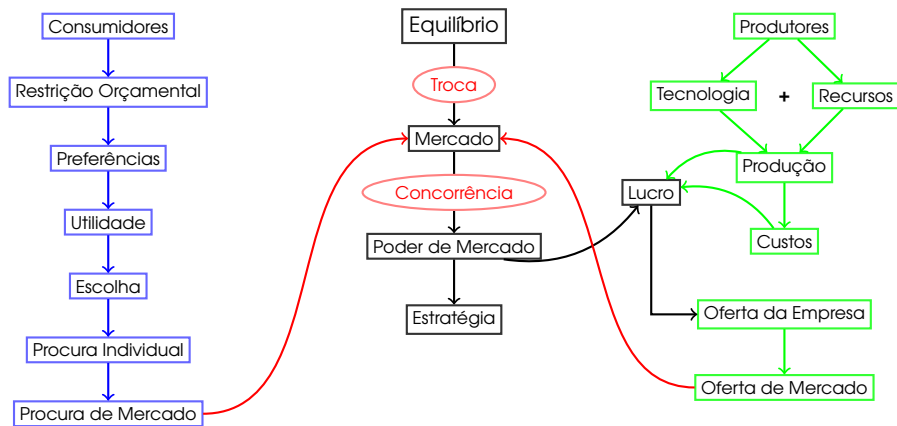 Consumidores
Restrição Orçamental
Preferências
Utilidade
Escolha
Procura Individual
Procura de Mercado
Equilíbrio
Troca
Mercado
Concorrência
Poder de Mercado
Estratégia
Produtores
Tecnologia + Recursos
Produção
Lucro
Custos
Oferta da Empresa
Oferta de Mercado